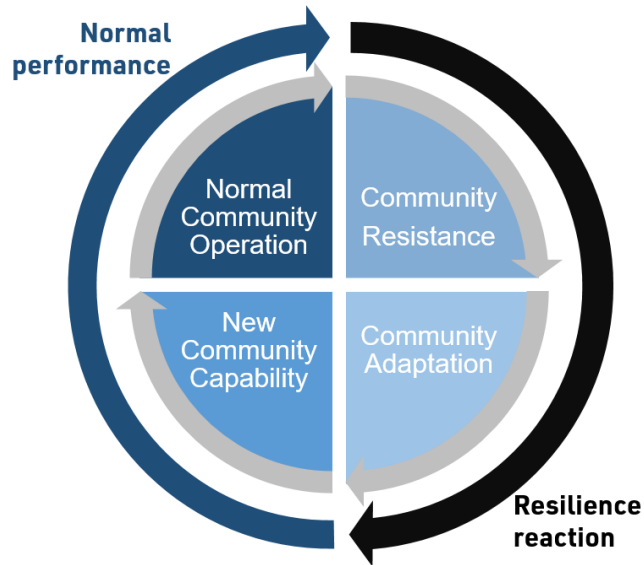 Normal
performance
Normal
Community
Operation
Community
Resistance
New
Community
Capability
Community
Adaptation
Resilience
reaction